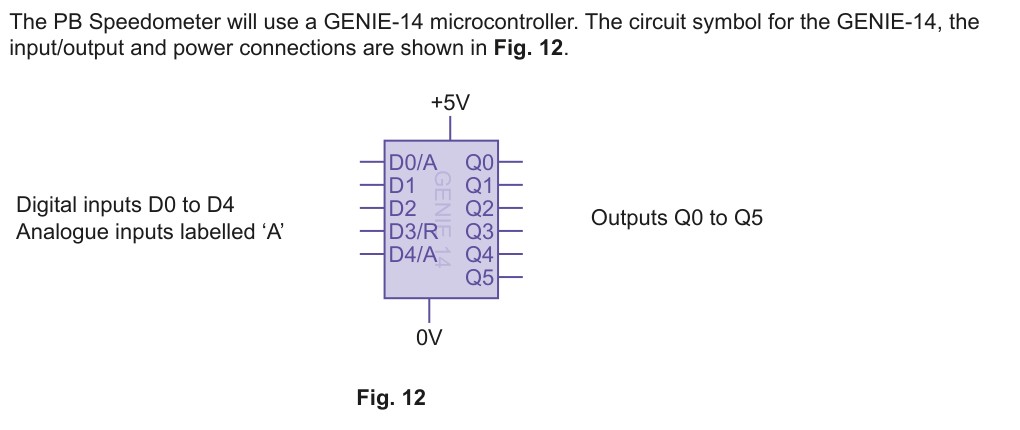 The PB Speedometer will use a GENIE-14 microcontroller. The circuit symbol for the GENIE-14, the
input/output and power connections are shown in Fig. 12.
+5V
D0/A Q0
D1 Q1
D2 Q2
D3/R Q3
D4/A Q4
Q5
GENIE 14
Digital inputs D0 to D4
Analogue inputs labelled ‘A’
Outputs Q0 to Q5
0V
Fig. 12